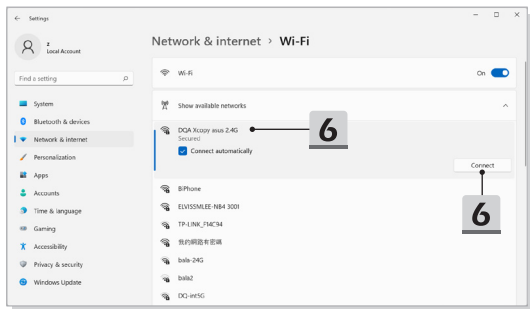 Settings
z
Local Account
Find a setting
System
Bluetooth & devices
Network & internet
Personalization
Apps
Accounts
Time & language
Gaming
Accessibility
Privacy & security
Windows Update
Network & internet > Wi-Fi
Wi-Fi
On
Show available networks
DQA Xcopy asus 2.4G
6
Secured
Connect automatically
Connect
6
BiPhone
ELVISSMLEE-NB4 3001
TP-LINK_F14C94
我的網路有密碼
bala-24G
bala2
DQ-int5G